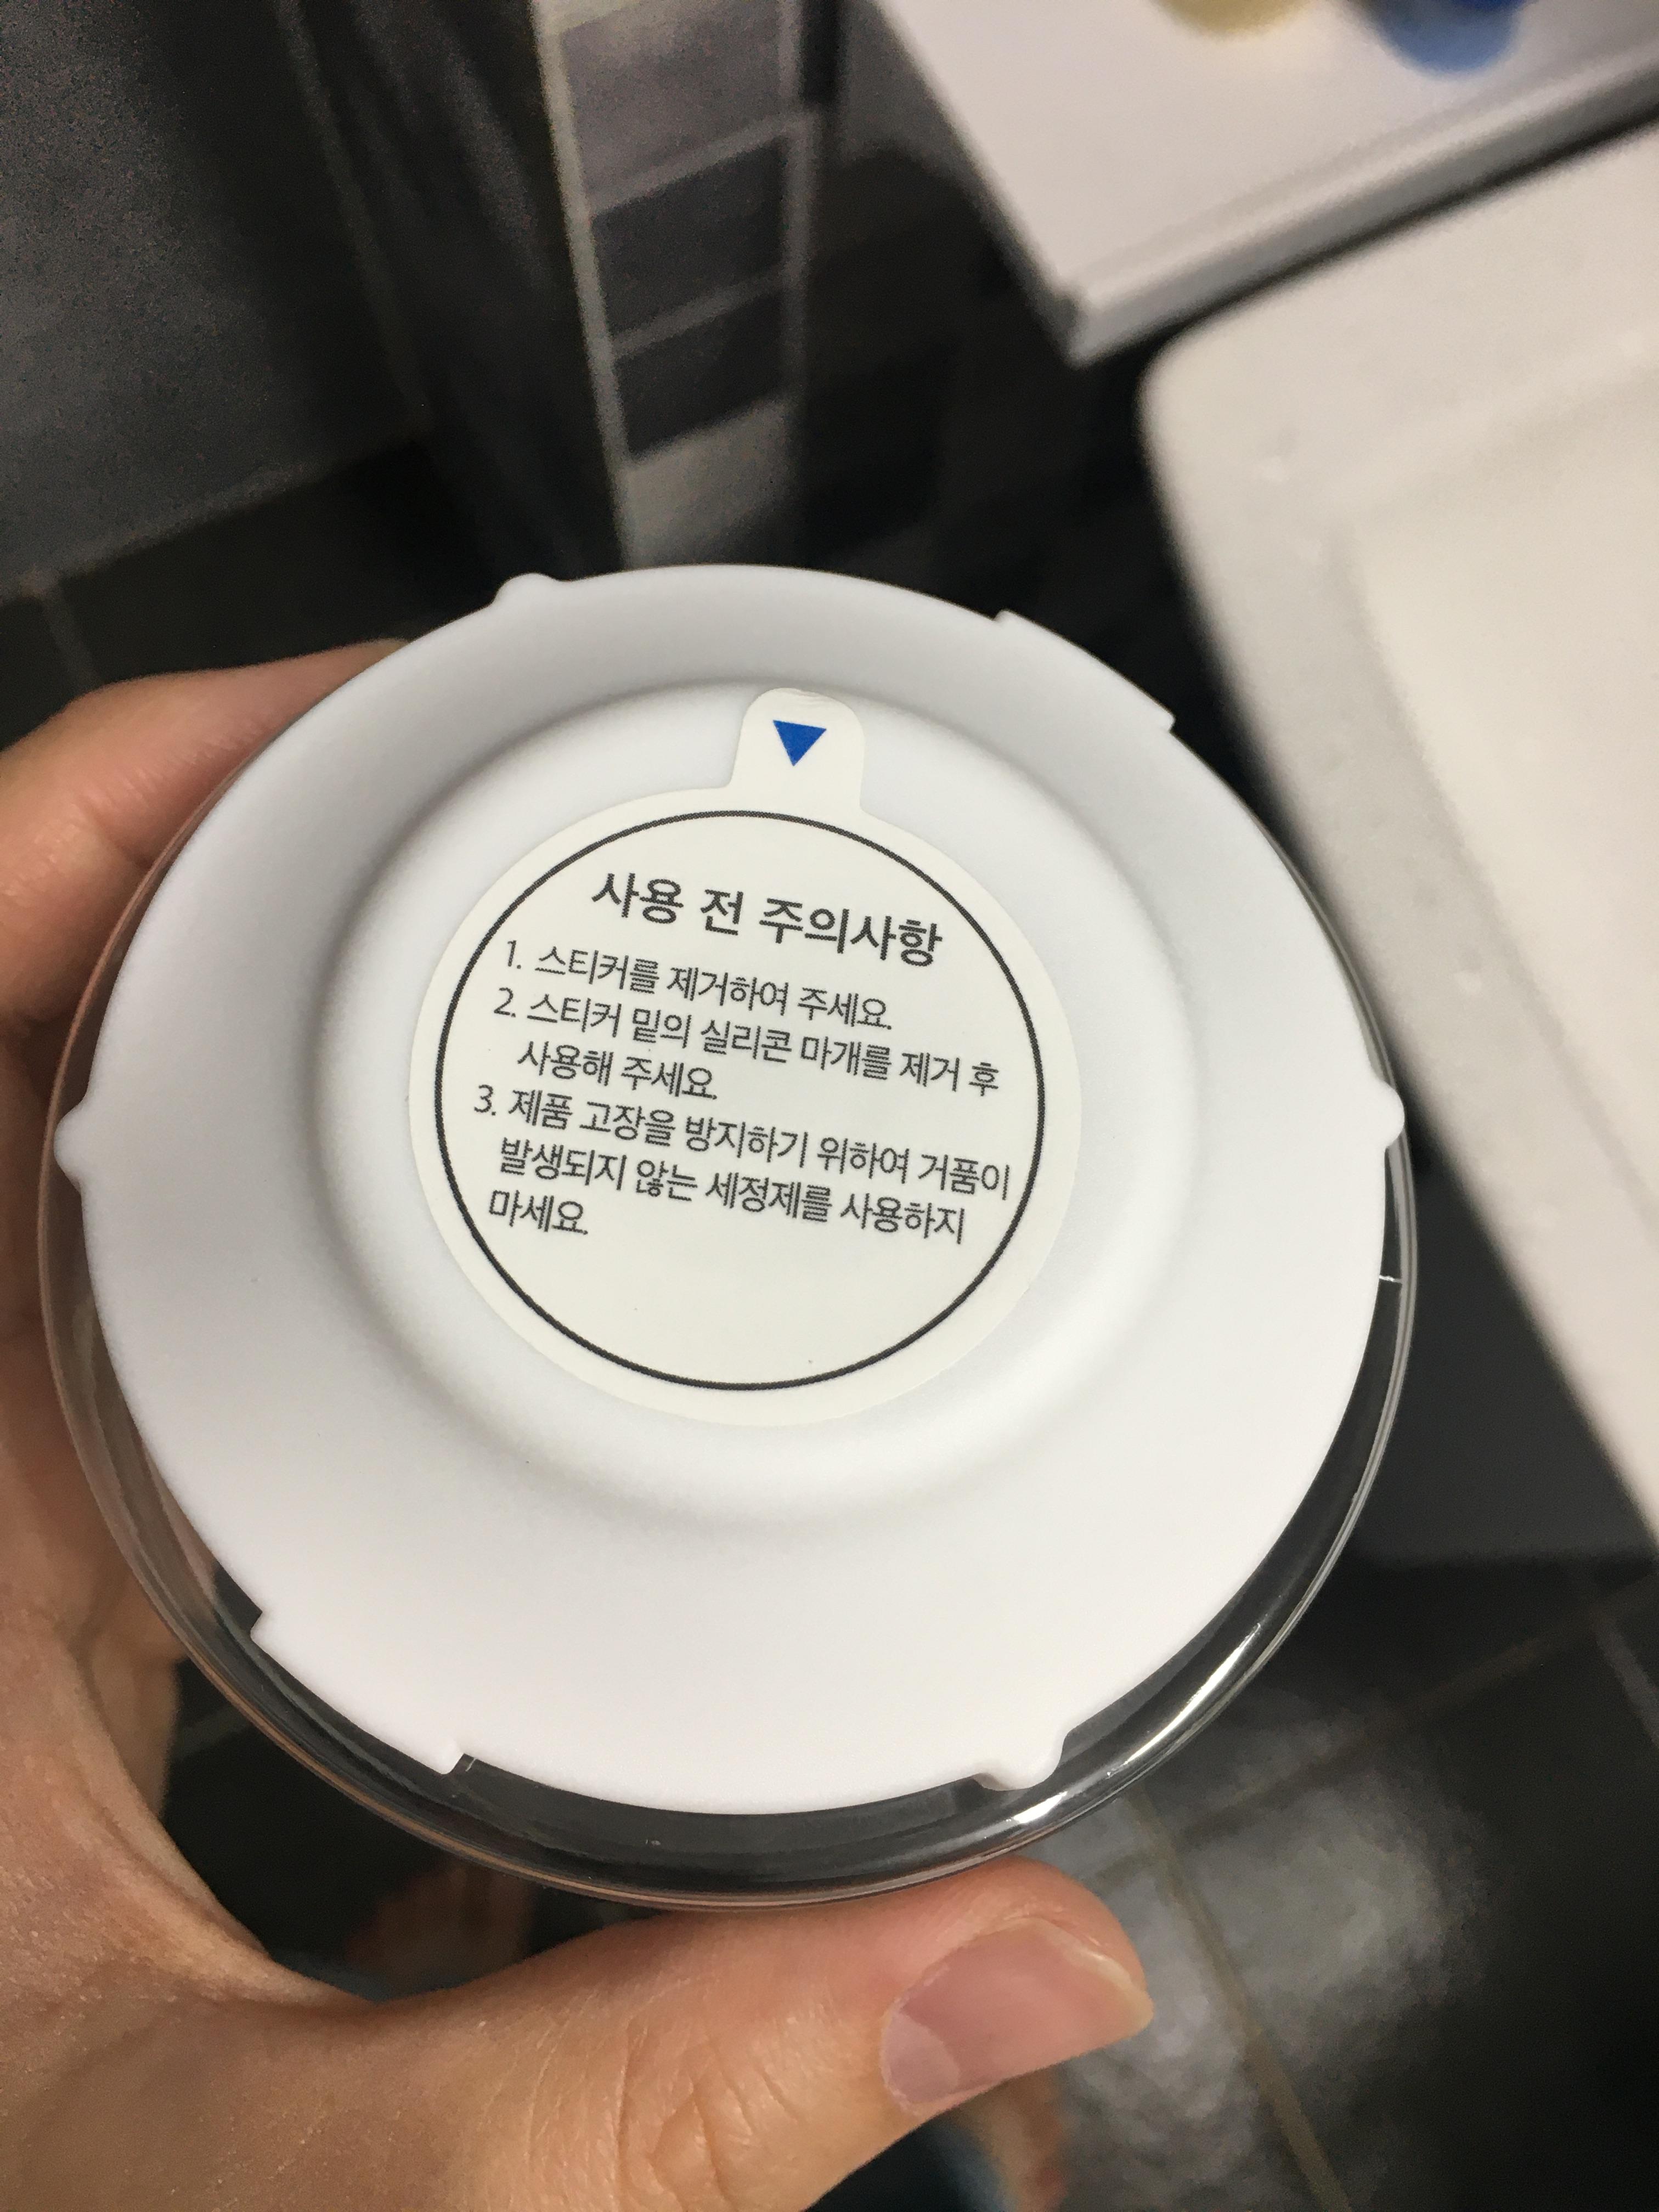 사용 전 주의사항
1. 스티커를 제거하여 주세요.
2. 스티커 밑의 실리콘 마개를 제거 후
사용해 주세요.
3. 제품 고장을 방지하기 위하여 거품이
발생되지 않는 세정제를 사용하지
마세요.